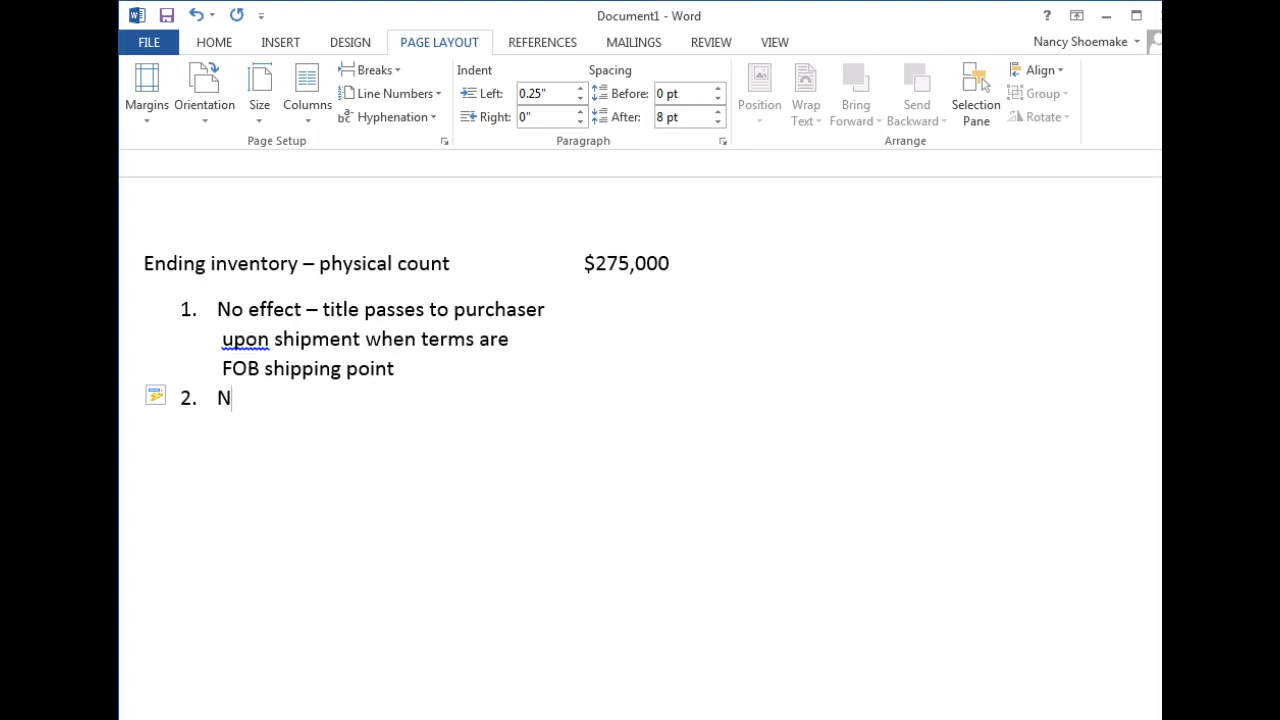 Document1 - Word
?
FILE HOME INSERT DESIGN PAGE LAYOUT REFERENCES MAILINGS REVIEW VIEW Nancy Shoemake
Margins Orientation Size Columns Breaks Line Numbers Hyphenation
Indent Spacing
Left: 0.25" Before: 0 pt
Right: 0" After: 8 pt
Position Wrap Text Bring Forward Send Backward Selection Pane Align Group Rotate
Page Setup Paragraph Arrange
Ending inventory – physical count $275,000
1. No effect – title passes to purchaser
upon shipment when terms are
FOB shipping point
2. N